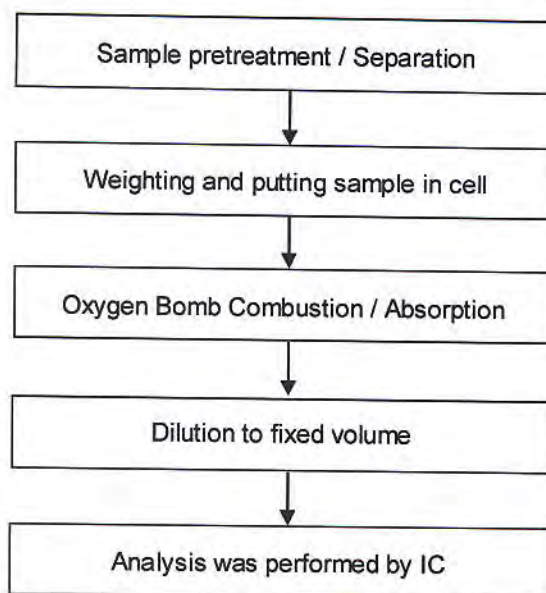 Sample pretreatment / Separation
Weighting and putting sample in cell
Oxygen Bomb Combustion / Absorption
Dilution to fixed volume
Analysis was performed by IC